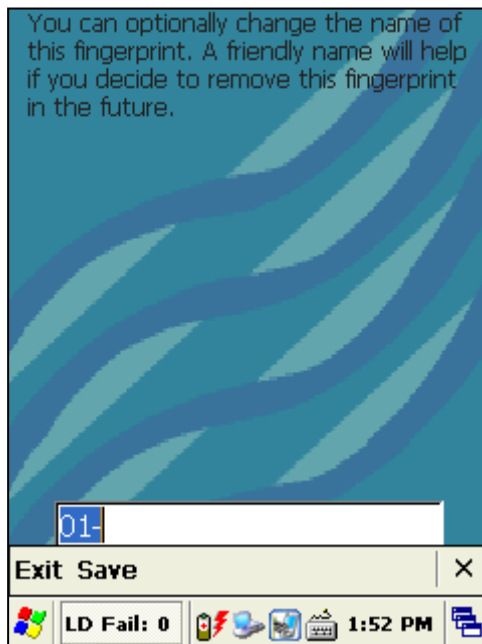 You can optionally change the name of
this fingerprint. A friendly name will help
if you decide to remove this fingerprint
in the future.
01-
Exit Save
LD Fail: 0 1:52 PM